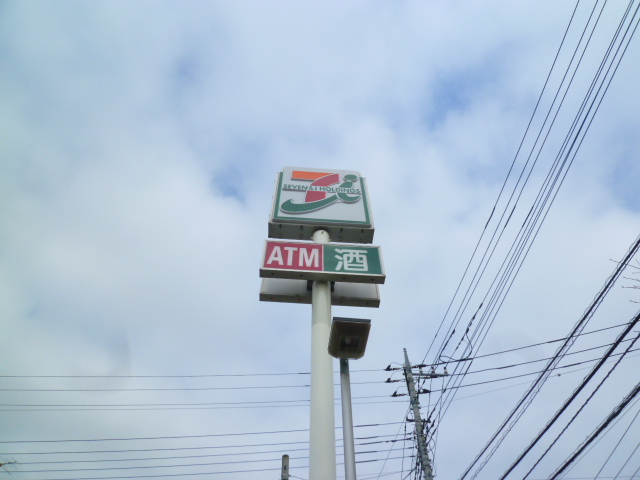 SEVEN & I HOLDINGS
ATM 酒